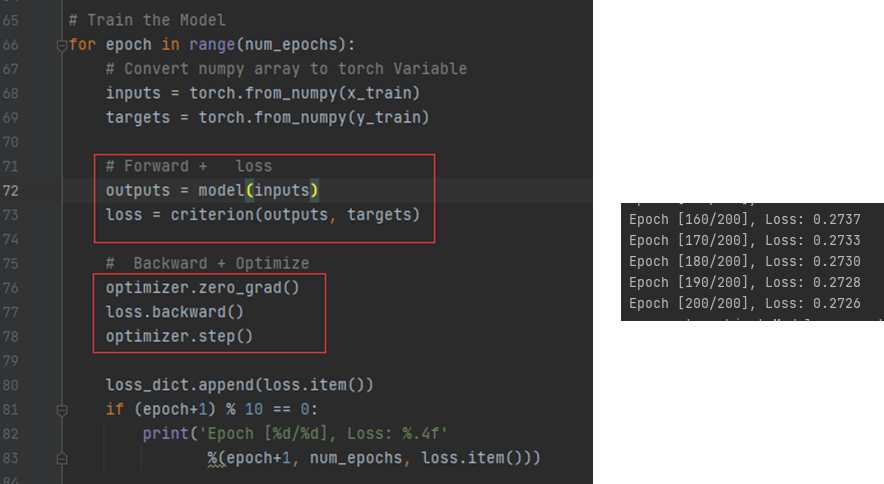 65 # Train the Model
66 for epoch in range(num_epochs):
67 # Convert numpy array to torch Variable
68 inputs = torch.from_numpy(x_train)
69 targets = torch.from_numpy(y_train)
70
71 # Forward +   loss
72 outputs = model(inputs)
73 loss = criterion(outputs, targets)
74
75 #  Backward + Optimize
76 optimizer.zero_grad()
77 loss.backward()
78 optimizer.step()
79
80 loss_dict.append(loss.item())
81 if (epoch+1) % 10 == 0:
82 print('Epoch [%d/%d], Loss: %.4f'
83 %(epoch+1, num_epochs, loss.item()))
Epoch [160/200], Loss: 0.2737
Epoch [170/200], Loss: 0.2733
Epoch [180/200], Loss: 0.2730
Epoch [190/200], Loss: 0.2728
Epoch [200/200], Loss: 0.2726